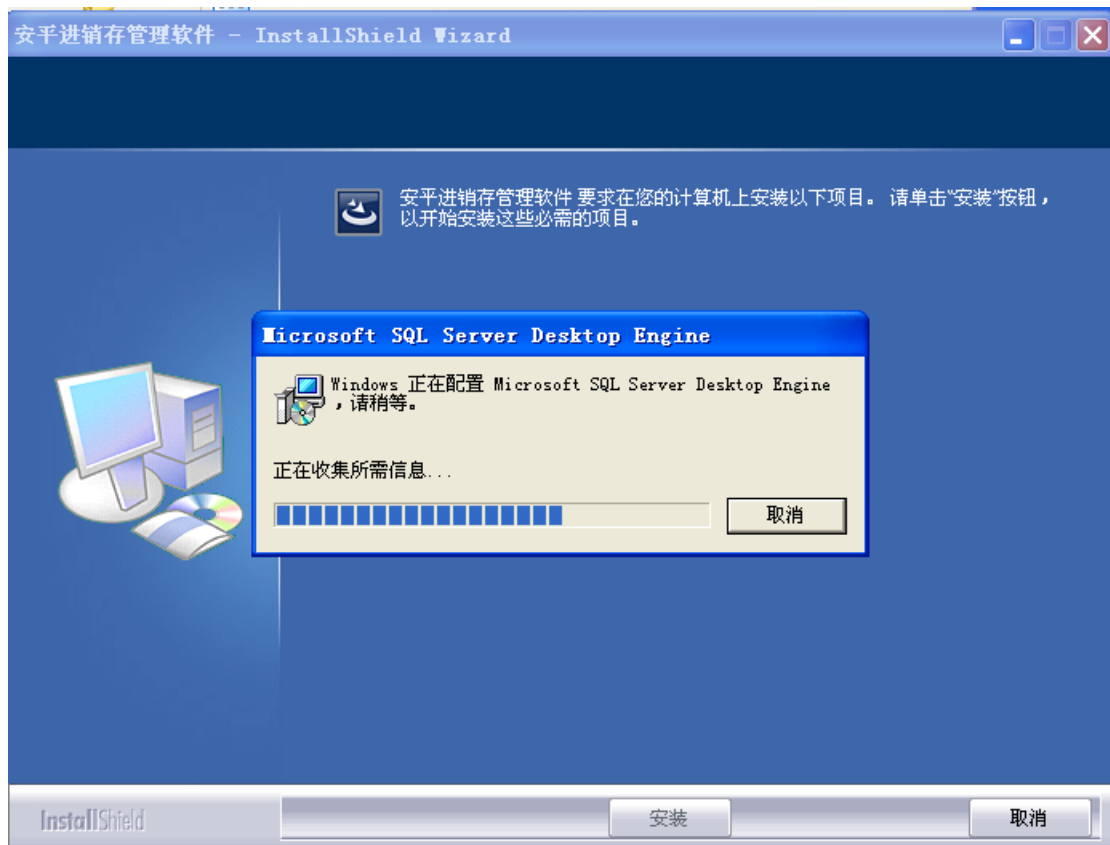 安平进销存管理软件 - InstallShield Wizard
安平进销存管理软件 要求在您的计算机上安装以下项目。 请单击"安装"按钮，
以开始安装这些必需的项目。
Microsoft SQL Server Desktop Engine
Windows 正在配置 Microsoft SQL Server Desktop Engine
，请稍等。
正在收集所需信息...
取消
InstallShield
安装
取消